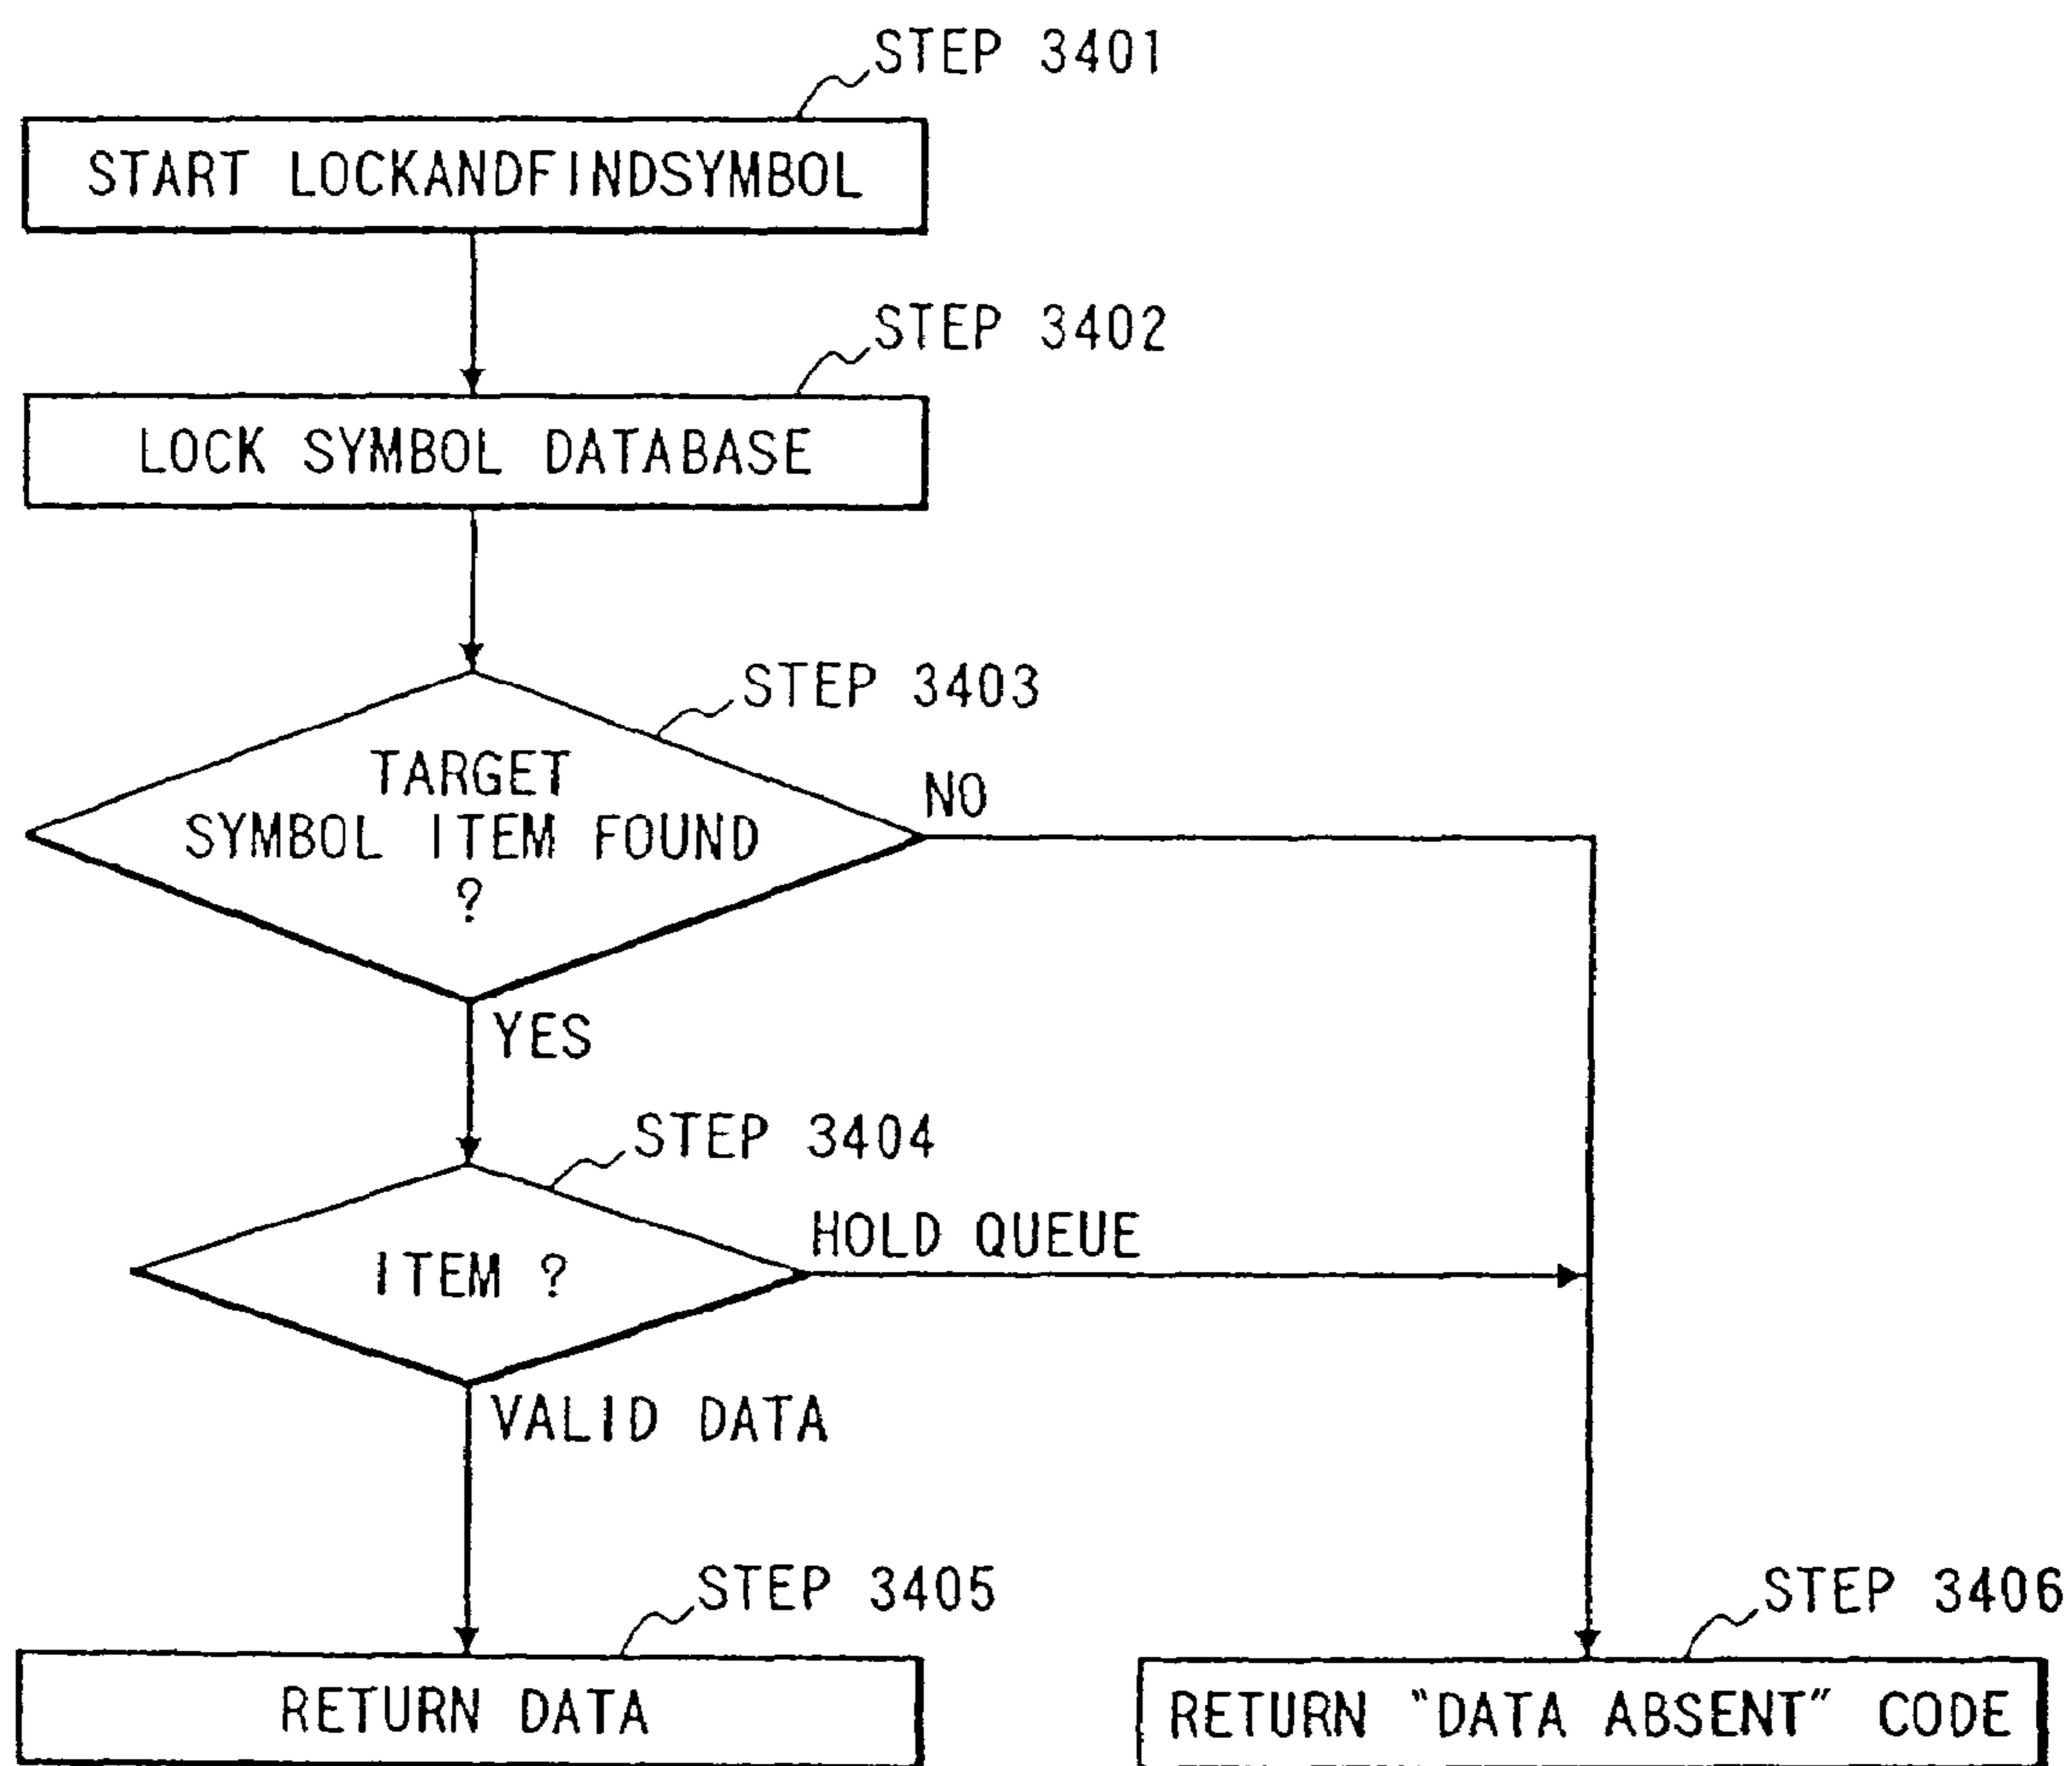 STEP 3401
START LOCKANDFINDSYMBOL
STEP 3402
LOCK SYMBOL DATABASE
STEP 3403
TARGET
SYMBOL ITEM FOUND
?
NO
YES
STEP 3404
ITEM ?
HOLD QUEUE
VALID DATA
STEP 3405
RETURN DATA
STEP 3406
RETURN "DATA ABSENT" CODE